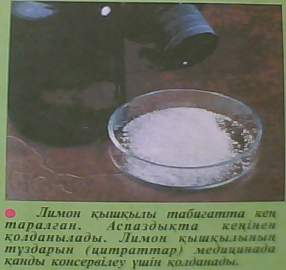 Лимон қышқылы табиғатта кең
таралған. Аспаздықта кеңінен
қолданылады. Лимон қышқылының
тұздарын (цитраттар) медицинада
қанды консервілеу үшін қолданады.